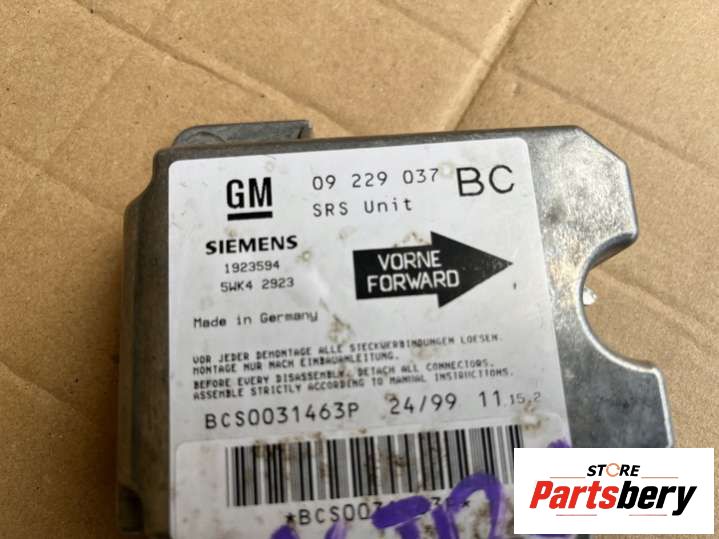 GM 09 229 037 BC
SRS Unit
SIEMENS
1923594
5WK4 2923
VORNE
FORWARD
Made in Germany
VOR JEDER DEMONTAGE ALLE STECKVERBINDUNGEN LOESEN.
MONTAGE NUR NACH EINBAUANLEITUNG.
BEFORE EVERY DISASSEMBLY, DETACH ALL CONNECTORS.
ASSEMBLE STRICTLY ACCORDING TO MANUAL INSTRUCTIONS.
BCS0031463P 24/99 11.15.2
STORE
Partsbery